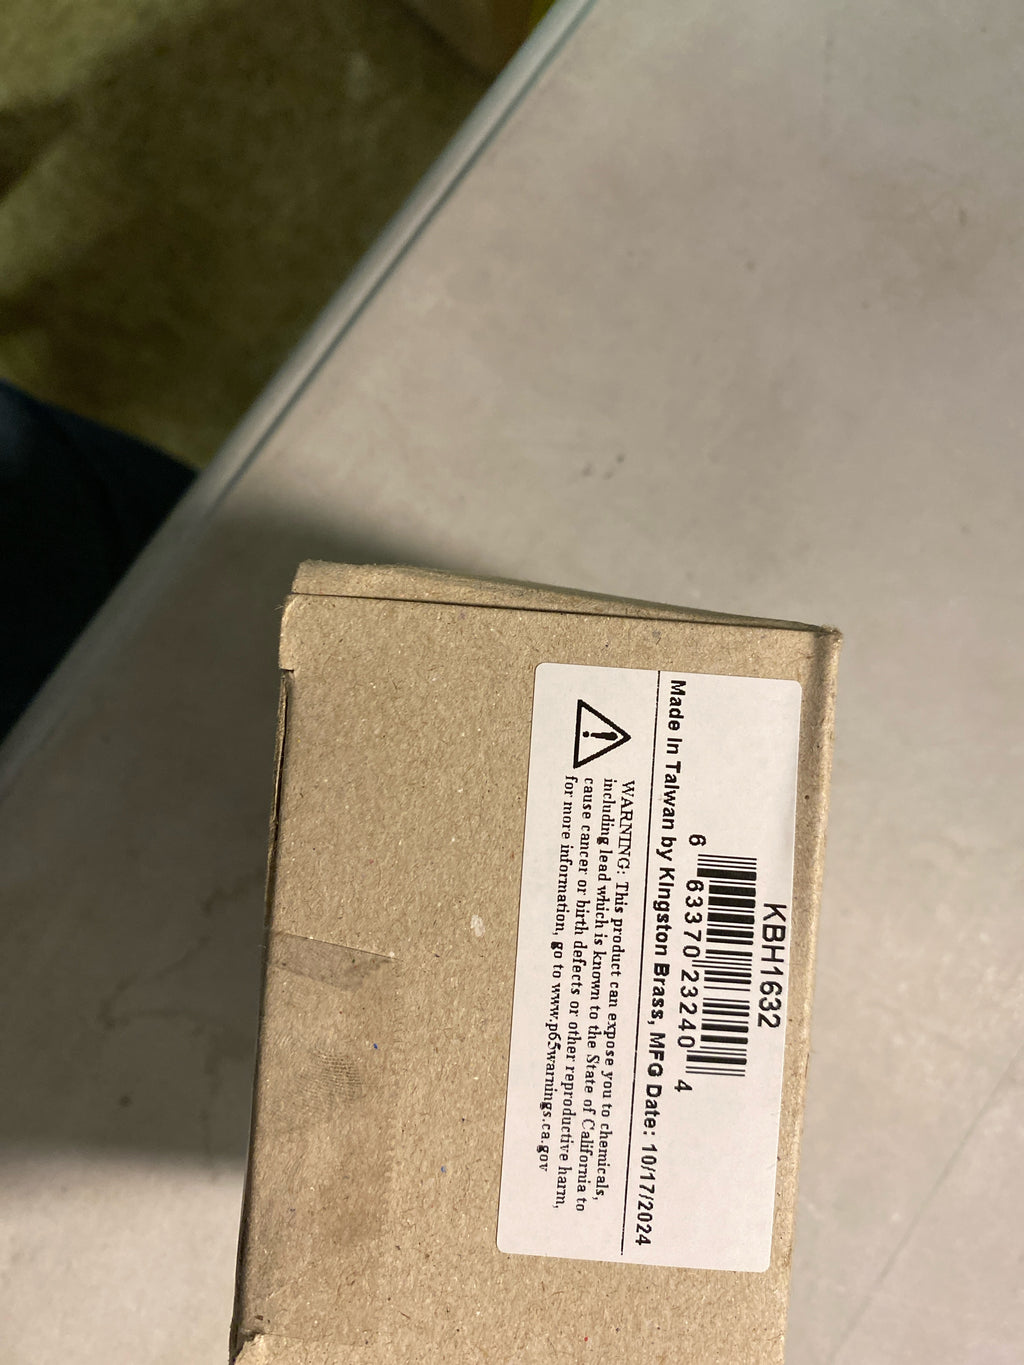 KBH1632
6 63370 23240 4
Made In Taiwan by Kingston Brass, MFG Date: 10/17/2024
WARNING: This product can expose you to chemicals,
including lead which is known to the State of California to
cause cancer or birth defects or other reproductive harm,
for more information, go to www.p65warnings.ca.gov